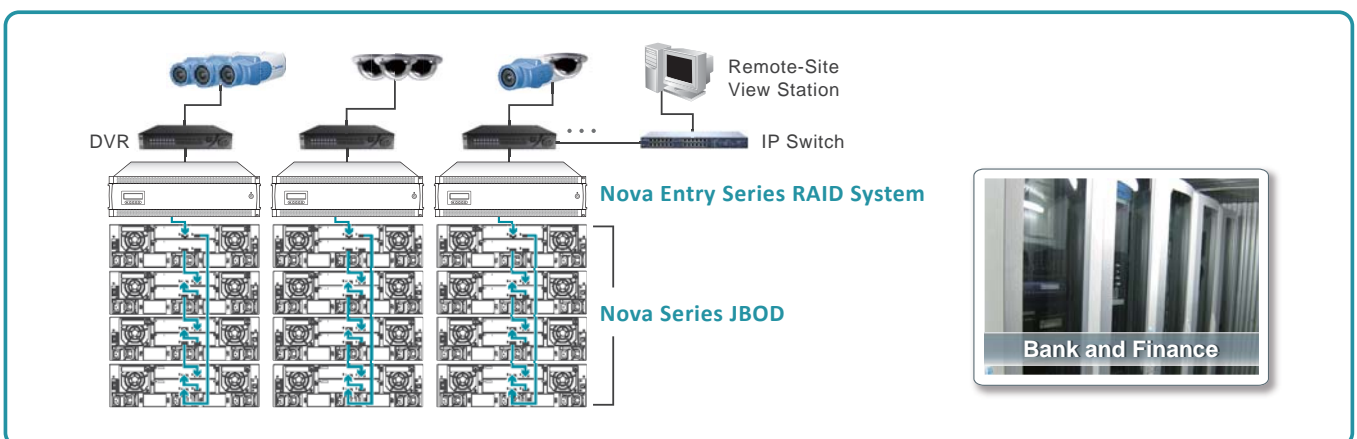 Remote-Site
View Station
DVR
• • •
IP Switch
Nova Entry Series RAID System
Nova Series JBOD
Bank and Finance